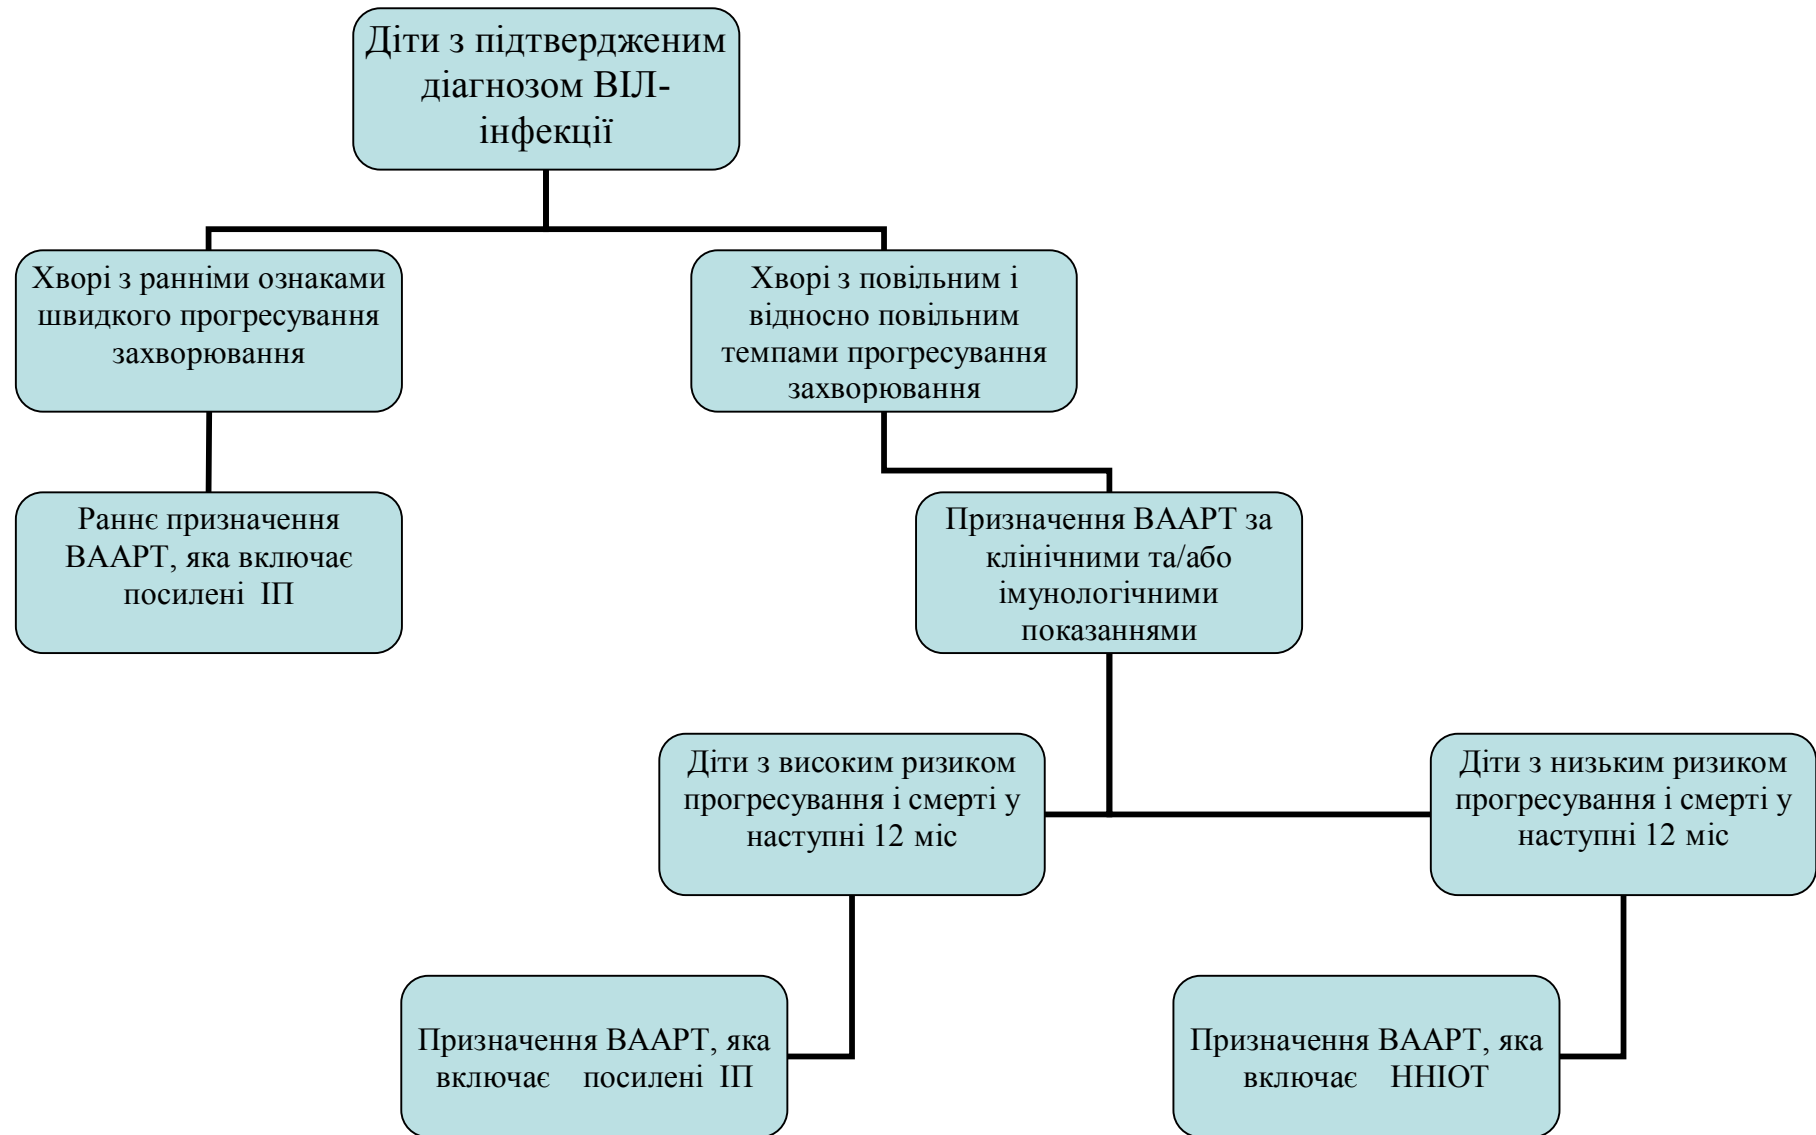 Діти з підтвердженим
діагнозом ВІЛ-
інфекції
Хворі з ранніми ознаками
швидкого прогресування
захворювання
Хворі з повільним і
відносно повільним
темпами прогресування
захворювання
Раннє призначення
ВААРТ, яка включає
посилені ІП
Призначення ВААРТ за
клінічними та/або
імунологічними
показаннями
Діти з високим ризиком
прогресування і смерті у
наступні 12 міс
Діти з низьким ризиком
прогресування і смерті у
наступні 12 міс
Призначення ВААРТ, яка
включає посилені ІП
Призначення ВААРТ, яка
включає ННІОТ